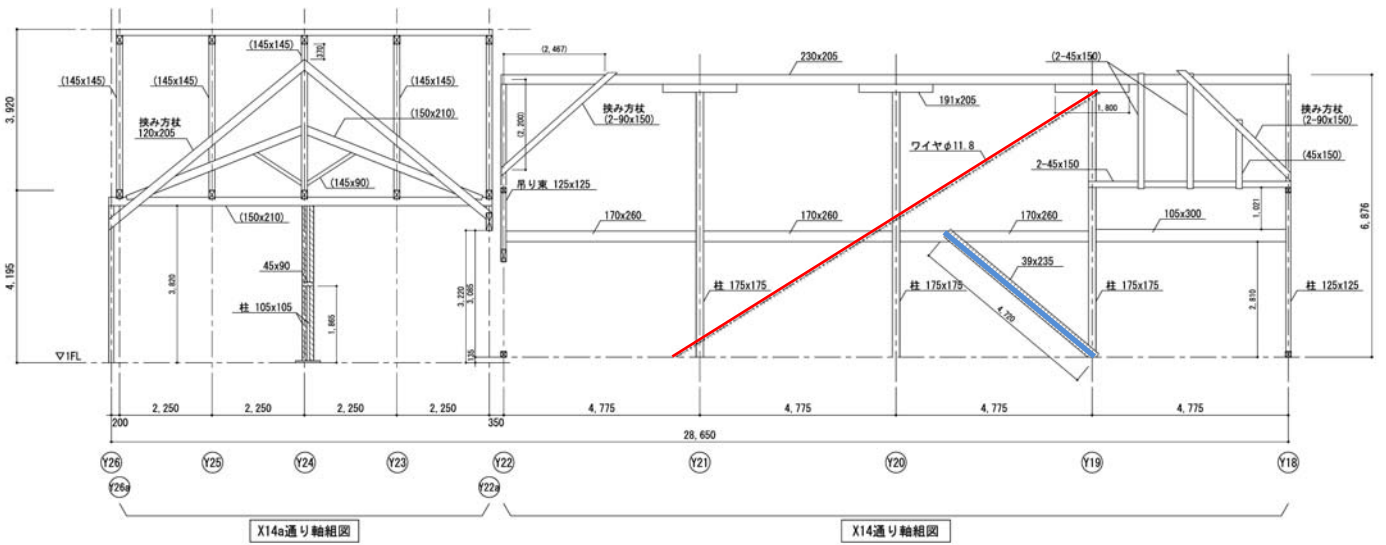 (145x145)
370
(2,467)
230x205
(2-45x150)
(145x145)
(145x145)
(145x145)
191x205
1,800
挟み方杖
120x205
(150x210)
挟み方杖
(2-90x150)
(2,200)
挟み方杖
(2-90x150)
3,920
ワイヤφ11.8
(45x150)
(145x90)
吊り束 125x125
2-45x150
(150x210)
170x260
170x260
170x260
105x300
1,021
6,876
4,195
3,820
45x90
柱 105x105
1,865
3,220
3,085
135
柱 175x175
柱 175x175
39x235
4,720
柱 175x175
2,810
柱 125x125
▽1FL
200
2,250
2,250
2,250
2,250
350
4,775
4,775
4,775
4,775
28,650
Y26
Y25
Y24
Y23
Y22
Y21
Y20
Y19
Y18
Y26a
Y22a
X14a通り軸組図
X14通り軸組図